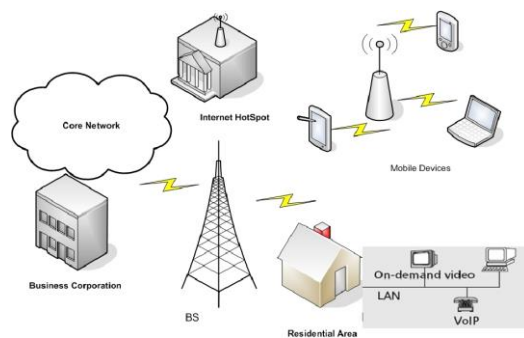 Internet HotSpot
Core Network
Mobile Devices
Business Corporation
On-demand video
LAN
VoIP
BS
Residential Area